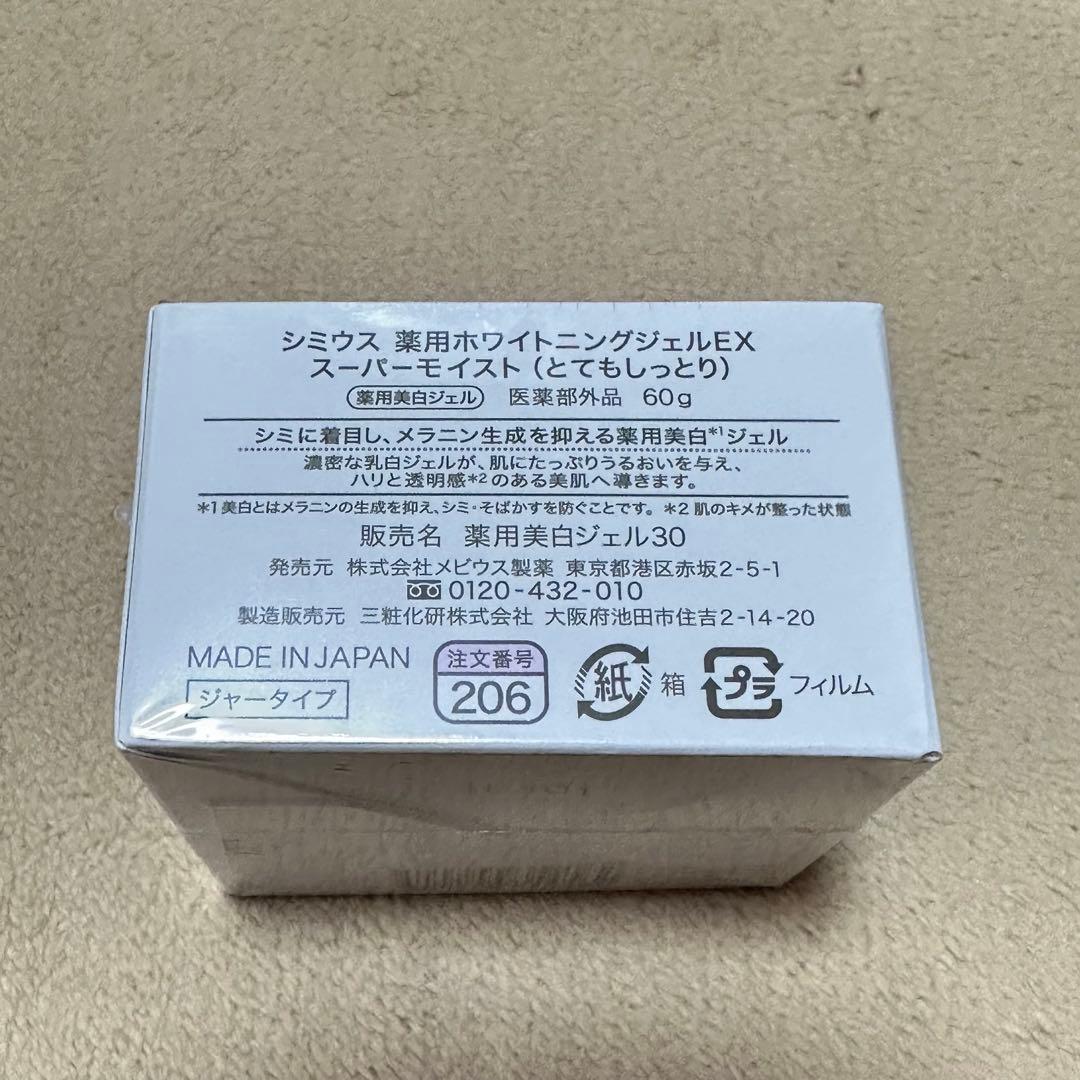 シミウス 薬用ホワイトニングジェルEX
スーパーモイスト（とてもしっとり）
薬用美白ジェル 医薬部外品 60g
シミに着目し、メラニン生成を抑える薬用美白*1ジェル
濃密な乳白ジェルが、肌にたっぷりうるおいを与え、
ハリと透明感*2のある美肌へ導きます。
*1 美白とはメラニンの生成を抑え、シミ・そばかすを防ぐことです。 *2 肌のキメが整った状態
販売名 薬用美白ジェル30
発売元 株式会社メビウス製薬 東京都港区赤坂2-5-1
0120-432-010
製造販売元 三粧化研株式会社 大阪府池田市住吉2-14-20
MADE IN JAPAN
ジャータイプ
注文番号
206
紙 箱
プラ フィルム